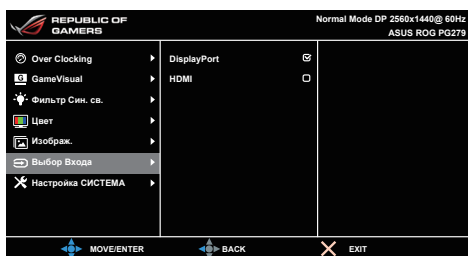 REPUBLIC OF
GAMERS
Normal Mode DP 2560x1440@ 60Hz
ASUS ROG PG279
Over Clocking
DisplayPort
GameVisual
HDMI
Фильтр Син. св.
Цвет
Изображ.
Выбор Входа
Настройка СИСТЕМА
MOVE/ENTER
BACK
EXIT